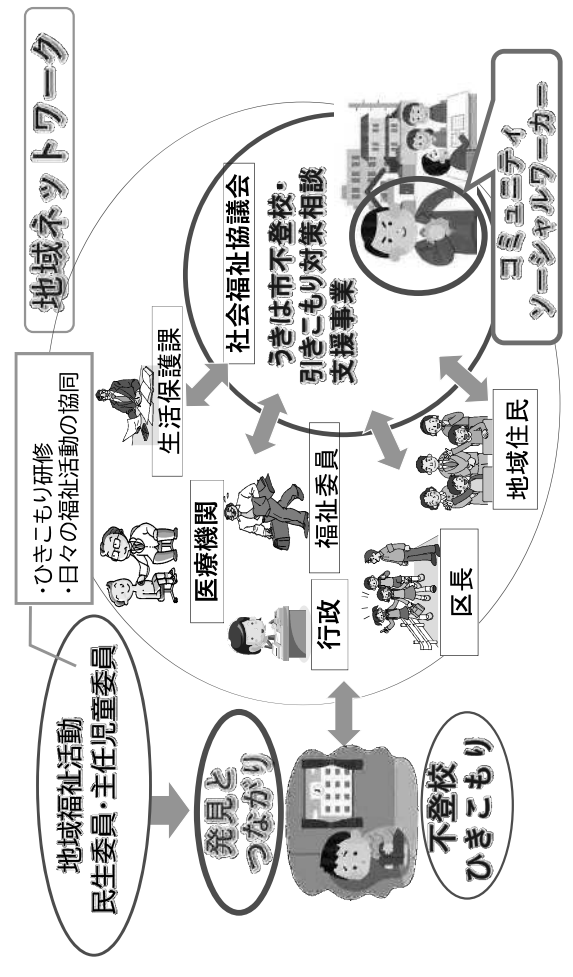 地域ネットワーク
・ひきこもり研修
・日々の福祉活動の協同
地域福祉活動
民生委員・主任児童委員
発見と
つながり
不登校
ひきこもり
生活保護課
医療機関
福祉委員
行政
区長
地域住民
社会福祉協議会
うきは市不登校・
引きこもり対策相談
支援事業
コミュニティ
ソーシャルワーカー